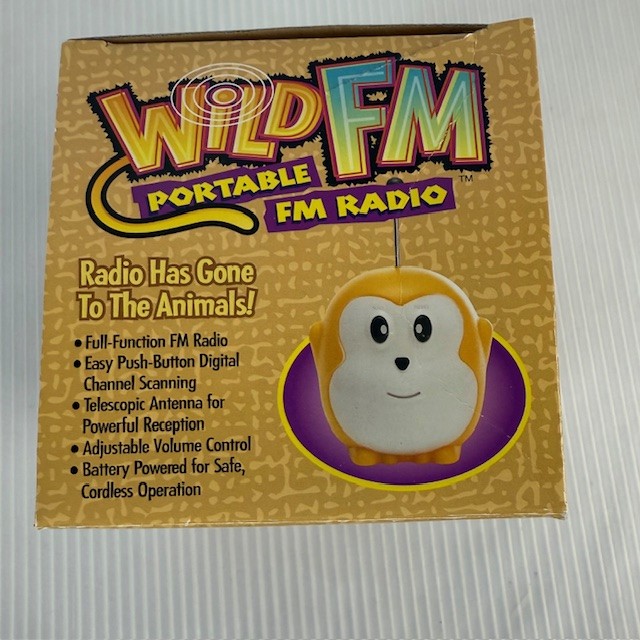 WILD FM
PORTABLE
FM RADIO
TM
Radio Has Gone
To The Animals!
• Full-Function FM Radio
• Easy Push-Button Digital
Channel Scanning
• Telescopic Antenna for
Powerful Reception
• Adjustable Volume Control
• Battery Powered for Safe,
Cordless Operation